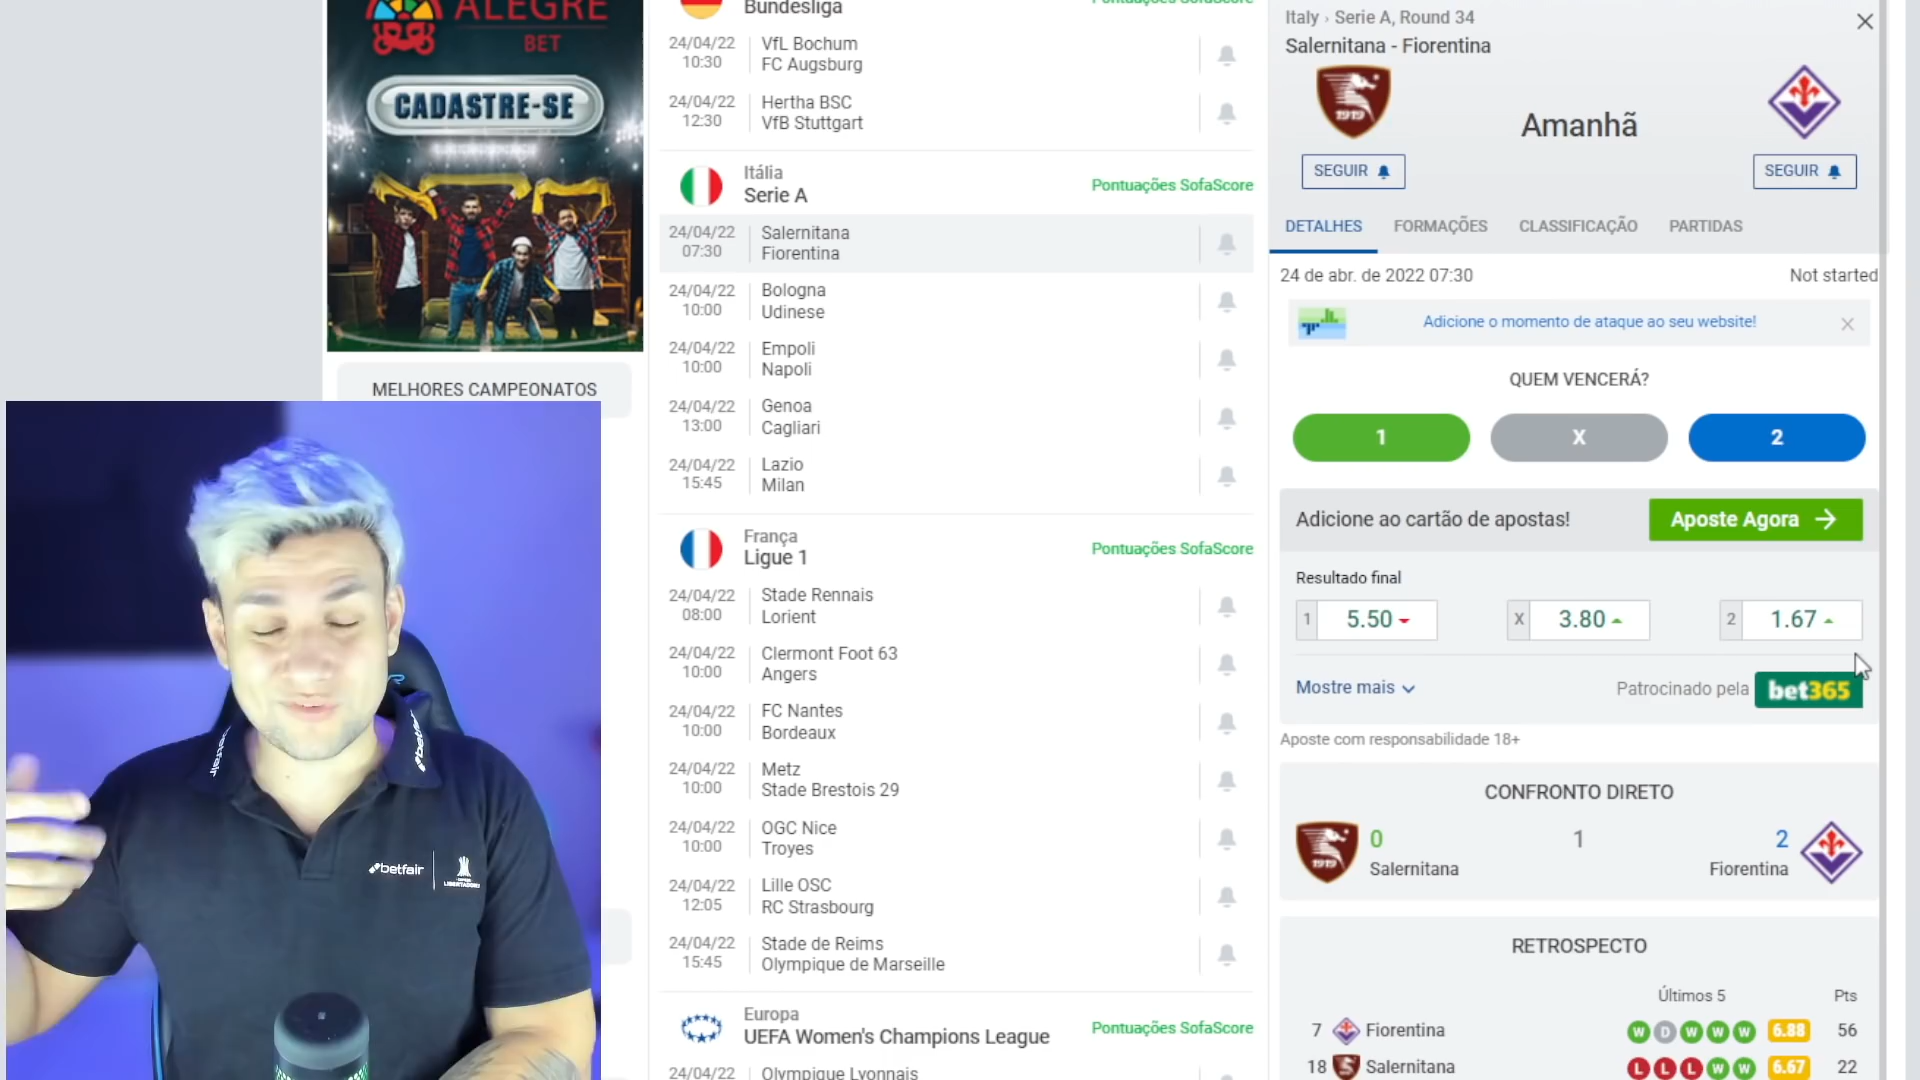 ALEGRE
BET
CADASTRE-SE
MELHORES CAMPEONATOS
betfair
Bundesliga
Pontuações SofaScore
24/04/22
10:30
VfL Bochum
FC Augsburg
24/04/22
12:30
Hertha BSC
VfB Stuttgart
Itália
Serie A
Pontuações SofaScore
24/04/22
07:30
Salernitana
Fiorentina
24/04/22
10:00
Bologna
Udinese
24/04/22
10:00
Empoli
Napoli
24/04/22
13:00
Genoa
Cagliari
24/04/22
15:45
Lazio
Milan
França
Ligue 1
Pontuações SofaScore
24/04/22
08:00
Stade Rennais
Lorient
24/04/22
10:00
Clermont Foot 63
Angers
24/04/22
10:00
FC Nantes
Bordeaux
24/04/22
10:00
Metz
Stade Brestois 29
24/04/22
10:00
OGC Nice
Troyes
24/04/22
12:05
Lille OSC
RC Strasbourg
24/04/22
15:45
Stade de Reims
Olympique de Marseille
Europa
UEFA Women's Champions League
Pontuações SofaScore
24/04/22
Olympique Lyonnais
Italy › Serie A, Round 34
Salernitana - Fiorentina
1919
Amanhã
SEGUIR
SEGUIR
DETALHES FORMAÇÕES CLASSIFICAÇÃO PARTIDAS
24 de abr. de 2022 07:30 Not started
Adicione o momento de ataque ao seu website!
QUEM VENCERÁ?
1 X 2
Adicione ao cartão de apostas! Aposte Agora
Resultado final
1 5.50 X 3.80 2 1.67
Mostre mais Patrocinado pela bet365
Aposte com responsabilidade 18+
CONFRONTO DIRETO
1919
0 1 2
Salernitana Fiorentina
RETROSPECTO
Últimos 5 Pts
7 Fiorentina W D W W W 6.88 56
18 Salernitana L L L W W 6.67 22